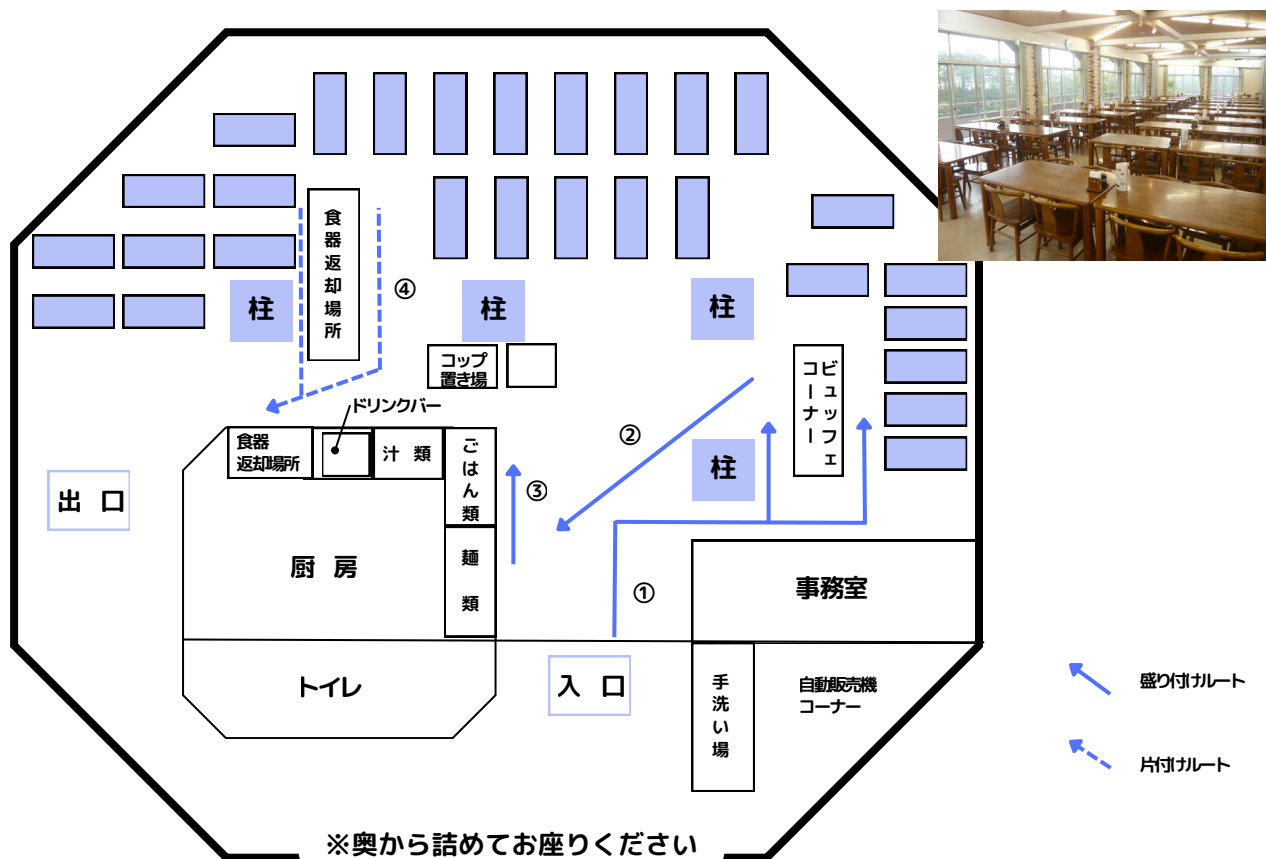 食器返却場所
柱
④
柱
柱
コップ
置き場
ビュッフェ
コーナー
ドリンクバー
②
食器
返却場所
汁 類
ごはん類
③
柱
出 口
厨 房
麺 類
①
事務室
トイレ
入 口
手洗い場
自動販売機
コーナー
盛り付けルート
片付けルート
※奥から詰めてお座りください